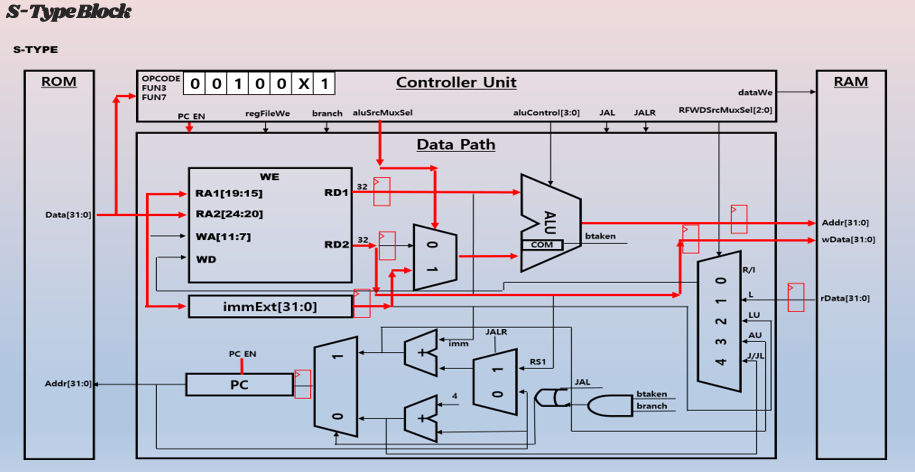 S-Type Block
S-TYPE
ROM
OPCODE
FUN3
FUN7
0 0 1 0 0 X 1
Controller Unit
dataWe
RAM
PC EN
regFileWe
branch
aluSrcMuxSel
aluControl[3:0]
JAL
JALR
RFWDSrcMuxSel[2:0]
Data Path
WE
RA1[19:15]
RD1
32
Data[31:0]
RA2[24:20]
WA[11:7]
RD2
32
WD
0
1
ALU
COM
btaken
Addr[31:0]
wData[31:0]
immExt[31:0]
0
1
2
3
4
R/I
L
LU
AU
J/JL
rData[31:0]
JALR
imm
+
1
0
RS1
1
0
PC EN
Addr[31:0]
PC
4
+
JAL
btaken
branch